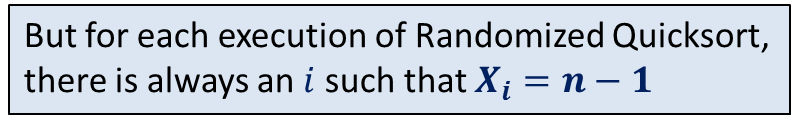 But for each execution of Randomized Quicksort,
there is always an i such that Xᵢ = n − 1